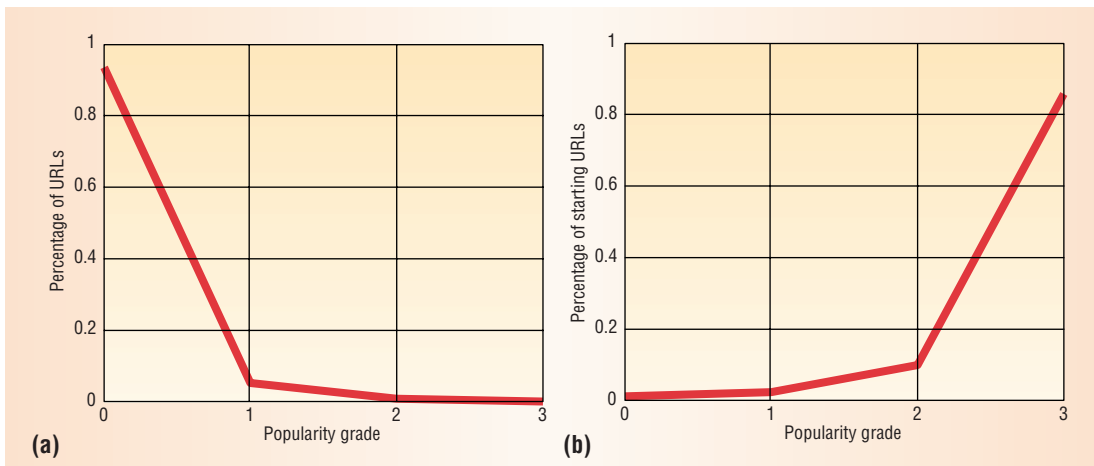 1
0.8
0.6
0.4
0.2
0
Percentage of URLs
0 1 2 3
Popularity grade
(a)
1
0.8
0.6
0.4
0.2
0
Percentage of starting URLs
0 1 2 3
Popularity grade
(b)